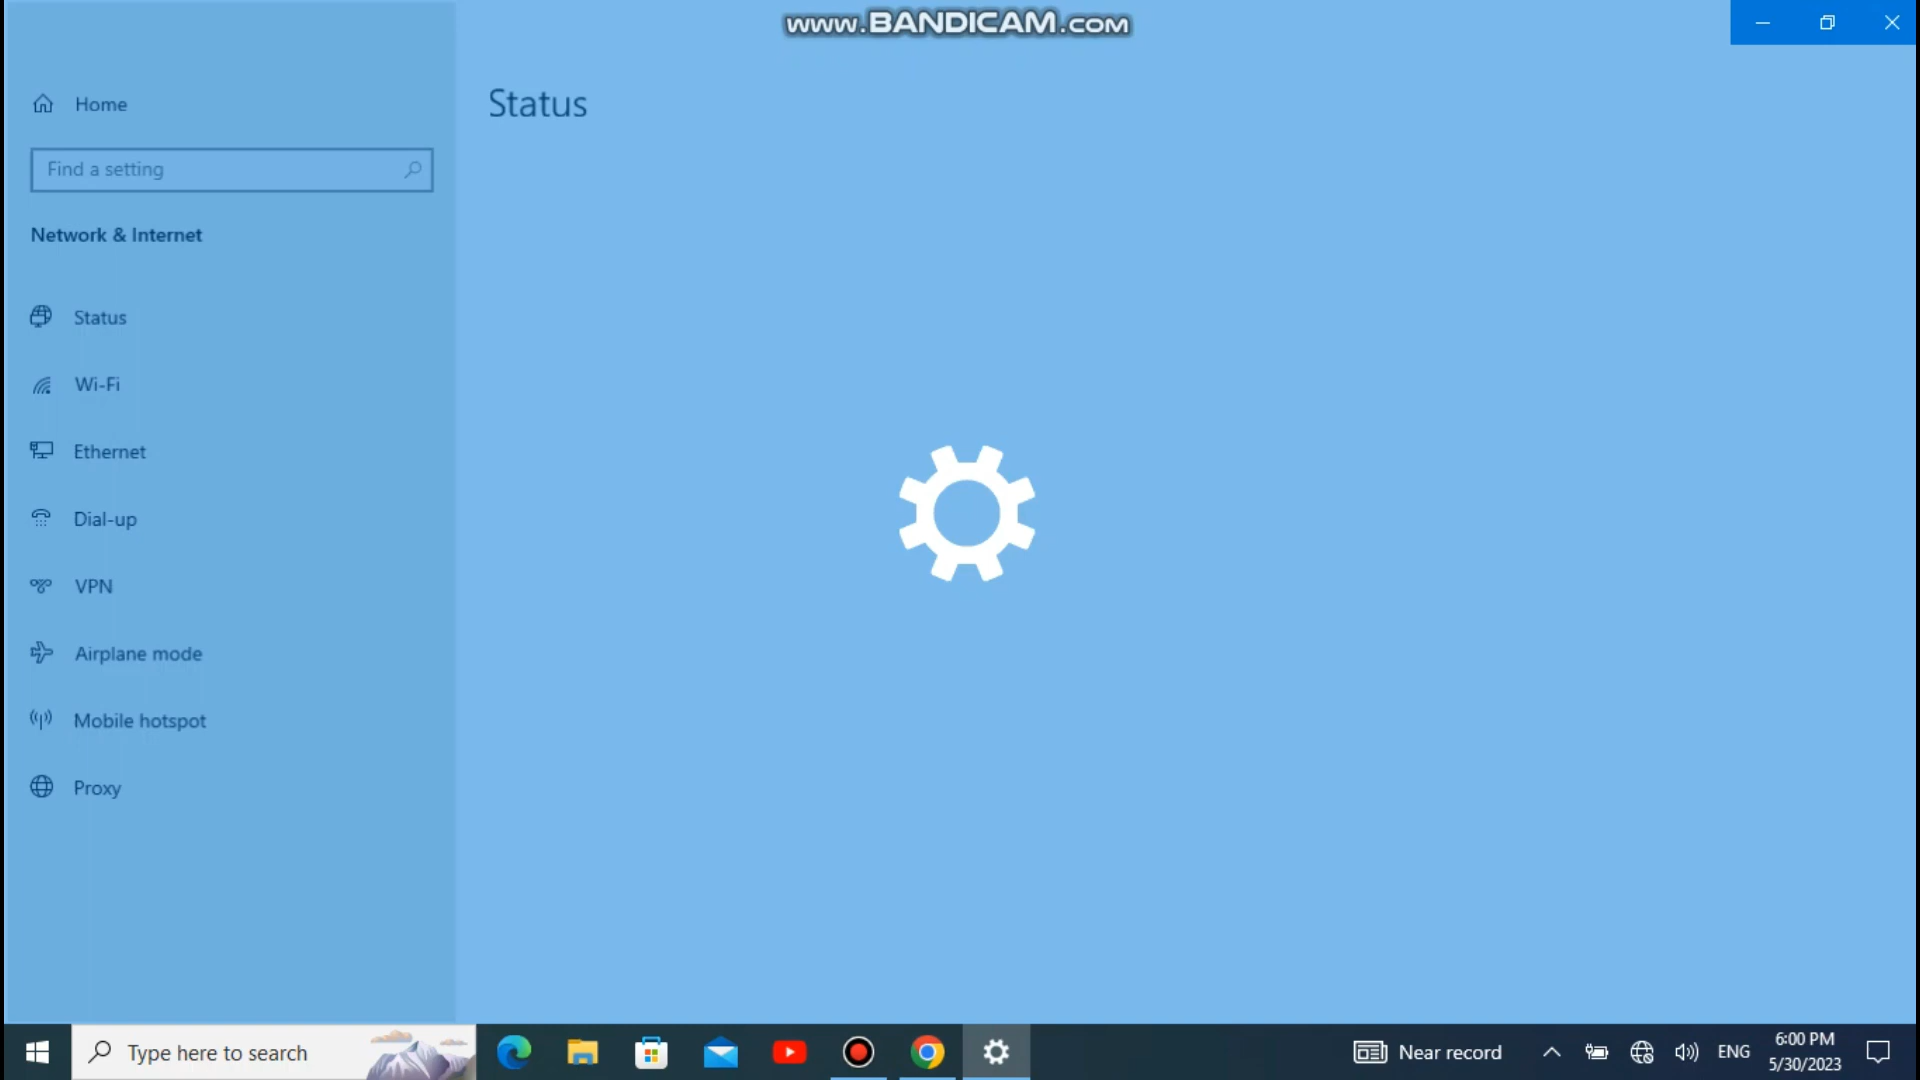 www.BANDICAM.com
Home
Status
Find a setting
Network & Internet
Status
Wi-Fi
Ethernet
Dial-up
VPN
Airplane mode
Mobile hotspot
Proxy
Type here to search
Near record
ENG
6:00 PM
5/30/2023